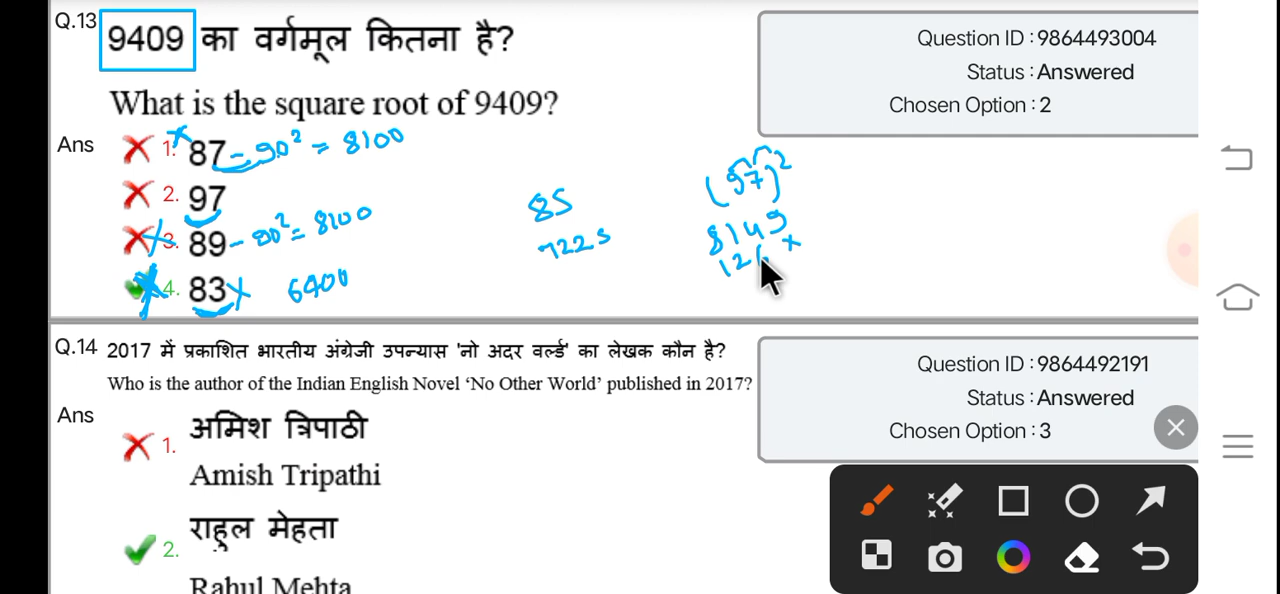 Q.13 9409 का वर्गमूल कितना है?
Question ID : 9864493004
Status : Answered
Chosen Option : 2
What is the square root of 9409?
Ans
1. 87 - 90² = 8100
2. 97
3. 89 - 90² = 8100
4. 83 x 6400
85
7225
(97)²
8149
126 x
Q.14 2017 में प्रकाशित भारतीय अंग्रेजी उपन्यास 'नो अदर वर्ल्ड' का लेखक कौन है?
Question ID : 9864492191
Status : Answered
Chosen Option : 3
Who is the author of the Indian English Novel ‘No Other World’ published in 2017?
Ans
1. अमिश त्रिपाठी
Amish Tripathi
2. राहुल मेहता
Rahul Mehta